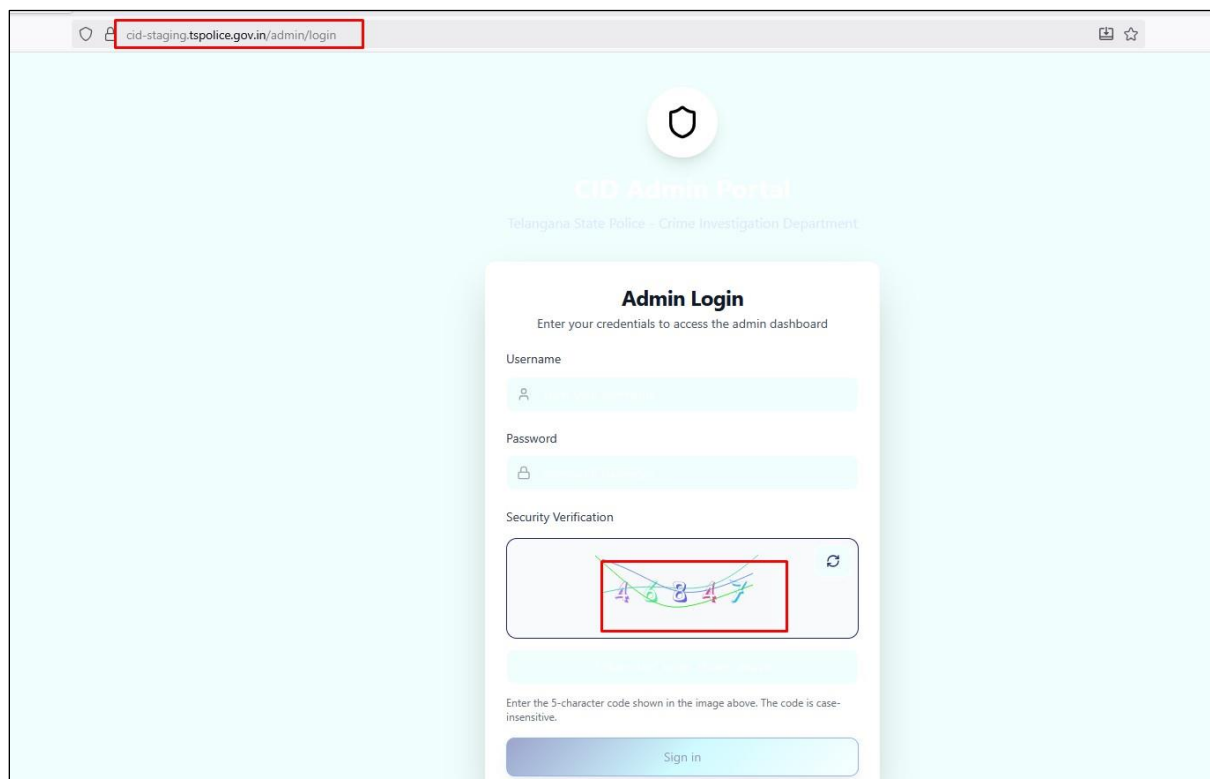 cid-staging.tspolice.gov.in/admin/login
CID Admin Portal
Telangana State Police - Crime Investigation Department
Admin Login
Enter your credentials to access the admin dashboard
Username
Password
Security Verification
46847
Enter the 5-character code shown in the image above. The code is case-
insensitive.
Sign in